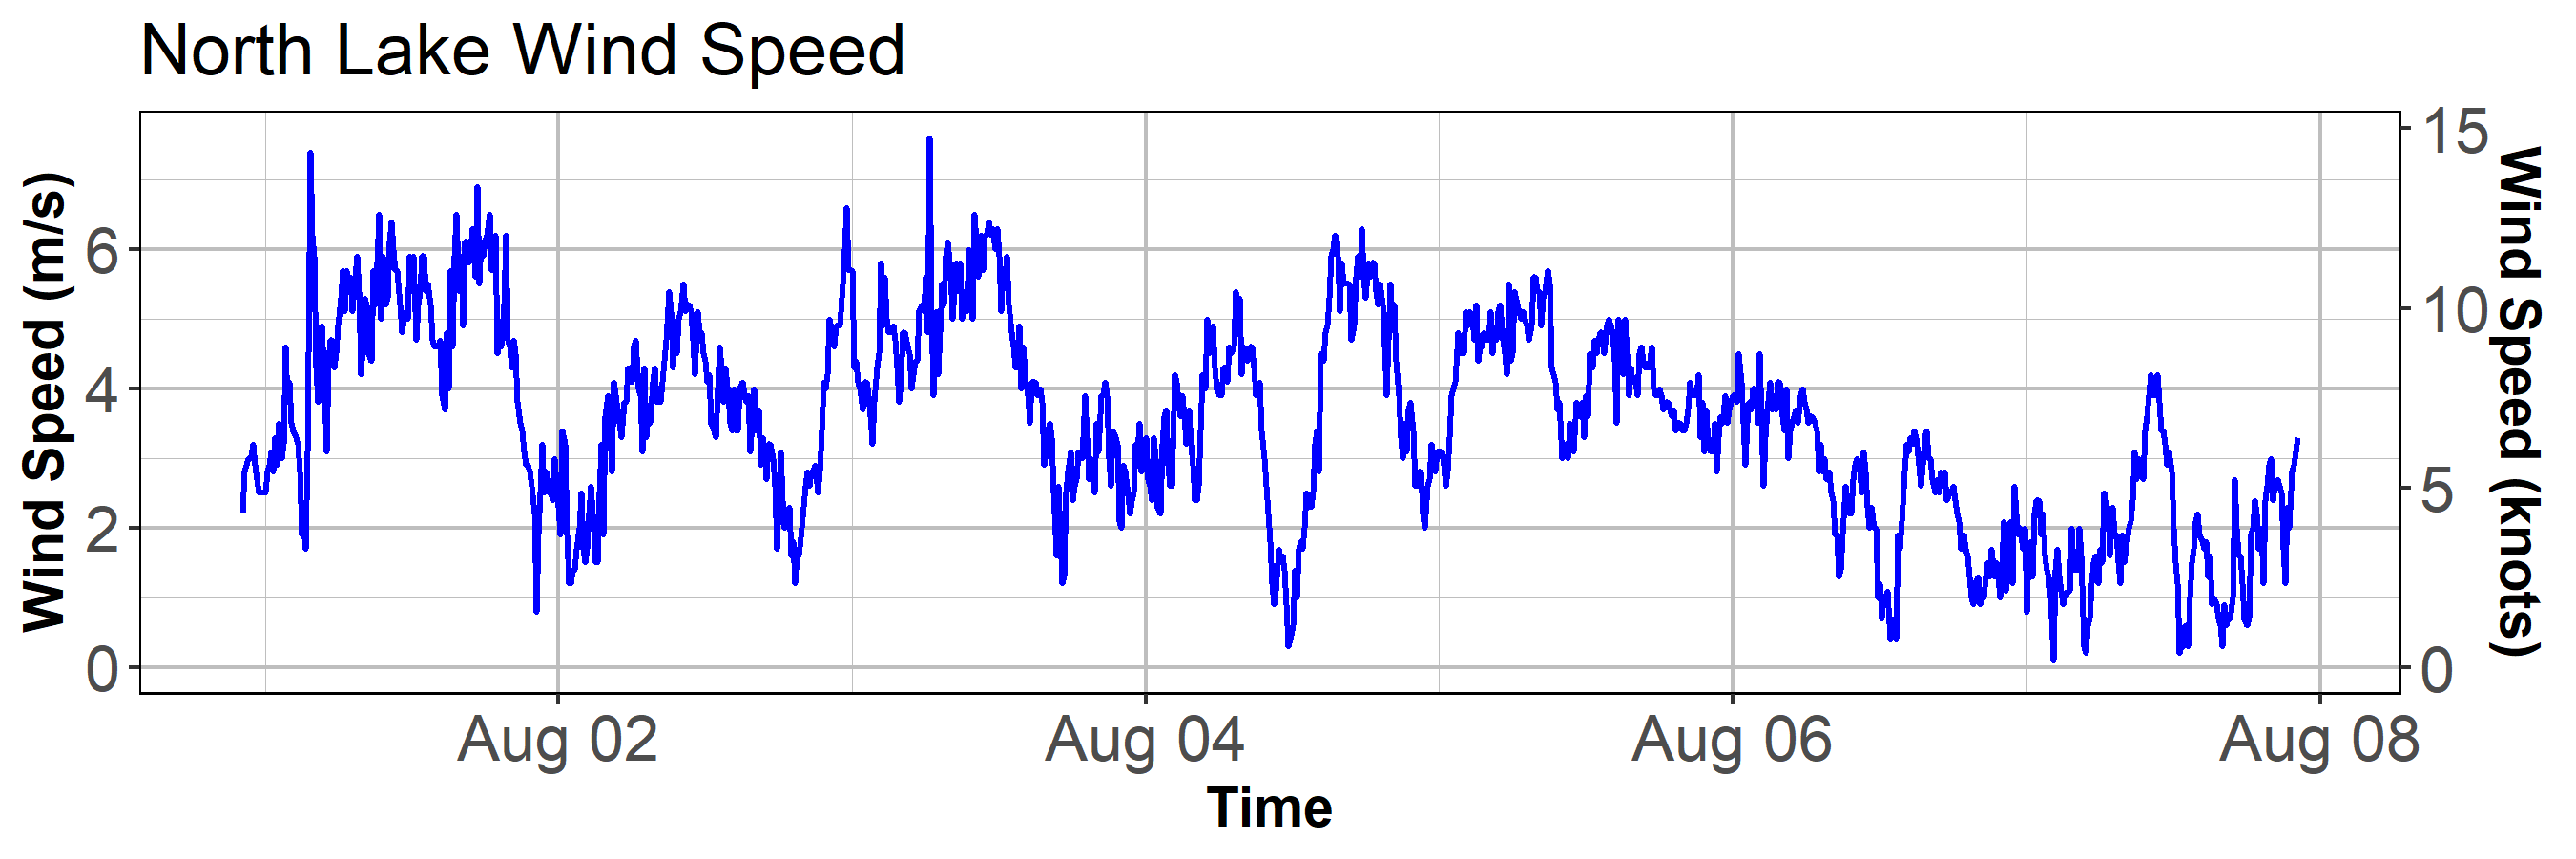 North Lake Wind Speed
Wind Speed (m/s)
6
4
2
0
15
10
5
0
Wind Speed (knots)
Aug 02
Aug 04
Aug 06
Aug 08
Time